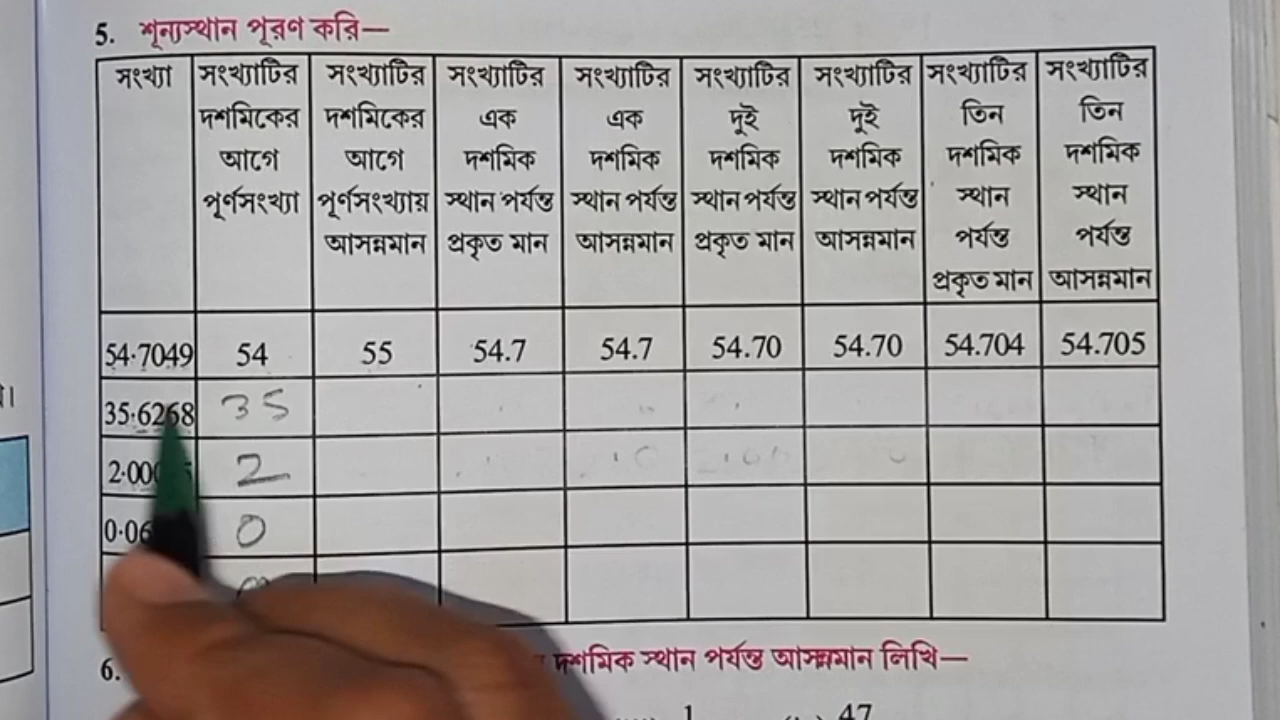 5. শূন্যস্থান পূরণ করি—
সংখ্যা সংখ্যাটির সংখ্যাটির সংখ্যাটির সংখ্যাটির সংখ্যাটির সংখ্যাটির সংখ্যাটির সংখ্যাটির
দশমিকের দশমিকের এক এক দুই দুই তিন তিন
আগে আগে দশমিক দশমিক দশমিক দশমিক দশমিক দশমিক
পূর্ণসংখ্যা পূর্ণসংখ্যায় স্থান পর্যন্ত স্থান পর্যন্ত স্থান পর্যন্ত স্থান পর্যন্ত স্থান স্থান
আসন্নমান প্রকৃত মান আসন্নমান প্রকৃত মান আসন্নমান পর্যন্ত পর্যন্ত
প্রকৃত মান আসন্নমান
54·7049 54 55 54.7 54.7 54.70 54.70 54.704 54.705
35·6268 35
2
0
6. দশমিক স্থান পর্যন্ত আসন্নমান লিখি—
1 47